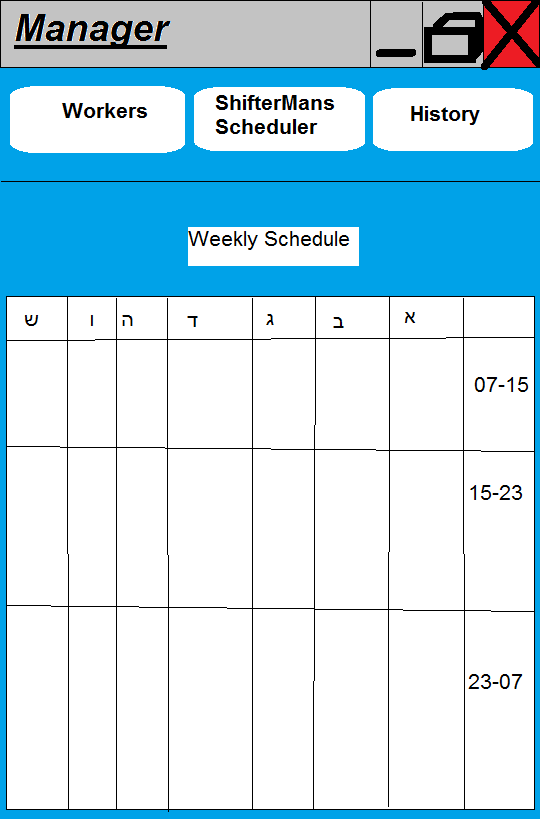 Manager
Workers
ShifterMans
Scheduler
History
Weekly Schedule
א ב ג ד ה ו ש
07-15
15-23
23-07